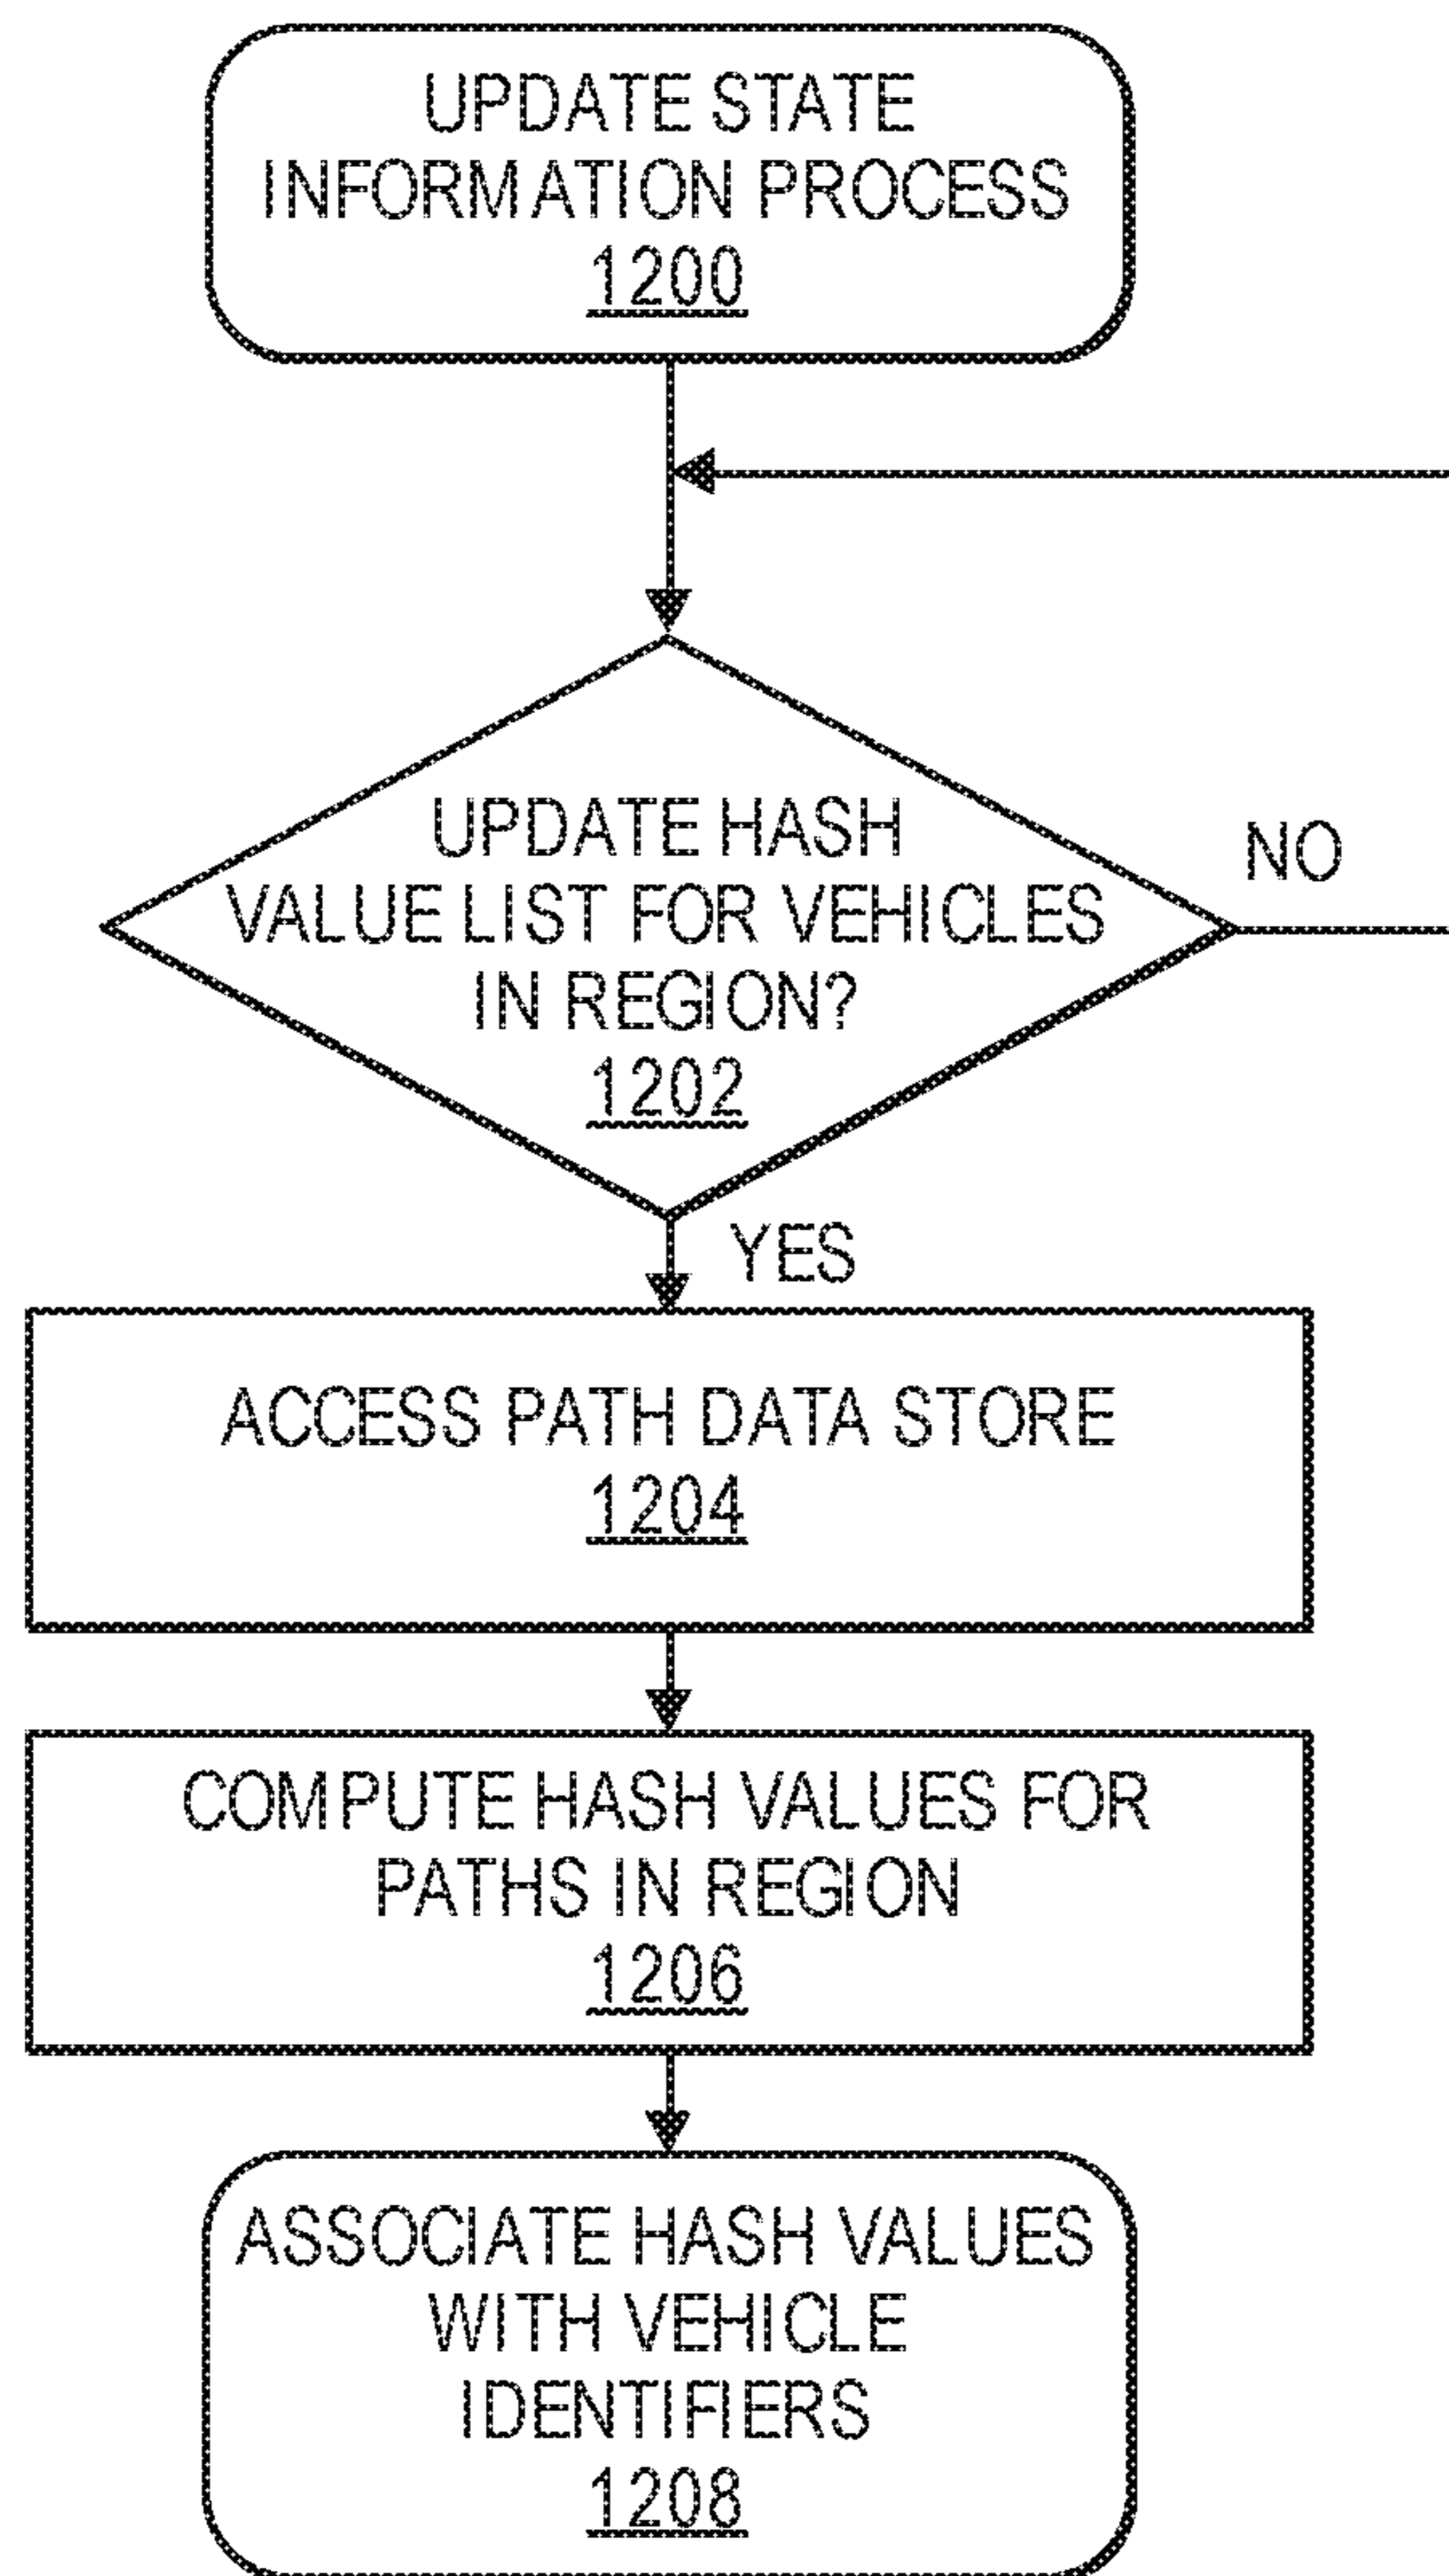 UPDATE STATE
INFORMATION PROCESS
1200
UPDATE HASH
VALUE LIST FOR VEHICLES
IN REGION?
1202
NO
YES
ACCESS PATH DATA STORE
1204
COMPUTE HASH VALUES FOR
PATHS IN REGION
1206
ASSOCIATE HASH VALUES
WITH VEHICLE
IDENTIFIERS
1208